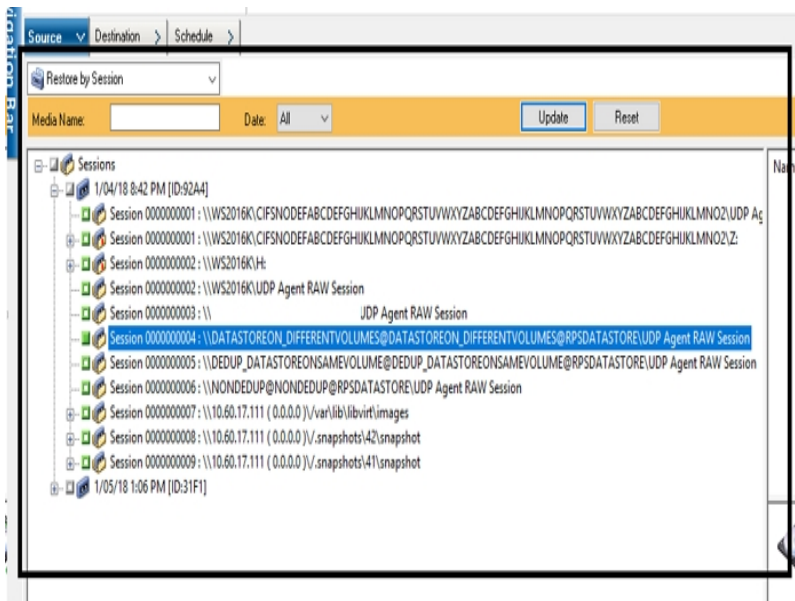 Navigation Bar
Source Destination Schedule
Restore by Session
Media Name: Date: All Update Reset
Sessions
1/04/18 8:42 PM [ID:92A4]
Session 0000000001 : \\WS2016K\CIFSNODEFABCDEFGHIJKLMNOPQRSTUVWXYZABCDEFGHIJKLMNOPQRSTUVWXYZABCDEFGHIJKLMNO2\UDP Ag
Session 0000000001 : \\WS2016K\CIFSNODEFABCDEFGHIJKLMNOPQRSTUVWXYZABCDEFGHIJKLMNOPQRSTUVWXYZABCDEFGHIJKLMNO2\Z:
Session 0000000002 : \\WS2016K\H:
Session 0000000002 : \\WS2016K\UDP Agent RAW Session
Session 0000000003 : \\ UDP Agent RAW Session
Session 0000000004 : \\DATASTOREON_DIFFERENTVOLUMES@DATASTOREON_DIFFERENTVOLUMES@RPSDATASTORE\UDP Agent RAW Session
Session 0000000005 : \\DEDUP_DATASTOREONSAMEVOLUME@DEDUP_DATASTOREONSAMEVOLUME@RPSDATASTORE\UDP Agent RAW Session
Session 0000000006 : \\NONDEDUP@NONDEDUP@RPSDATASTORE\UDP Agent RAW Session
Session 0000000007 : \\10.60.17.111 ( 0.0.0.0 )\/var\lib\libvirt\images
Session 0000000008 : \\10.60.17.111 ( 0.0.0.0 )\/.snapshots\42\snapshot
Session 0000000009 : \\10.60.17.111 ( 0.0.0.0 )\/.snapshots\41\snapshot
1/05/18 1:06 PM [ID:31F1]